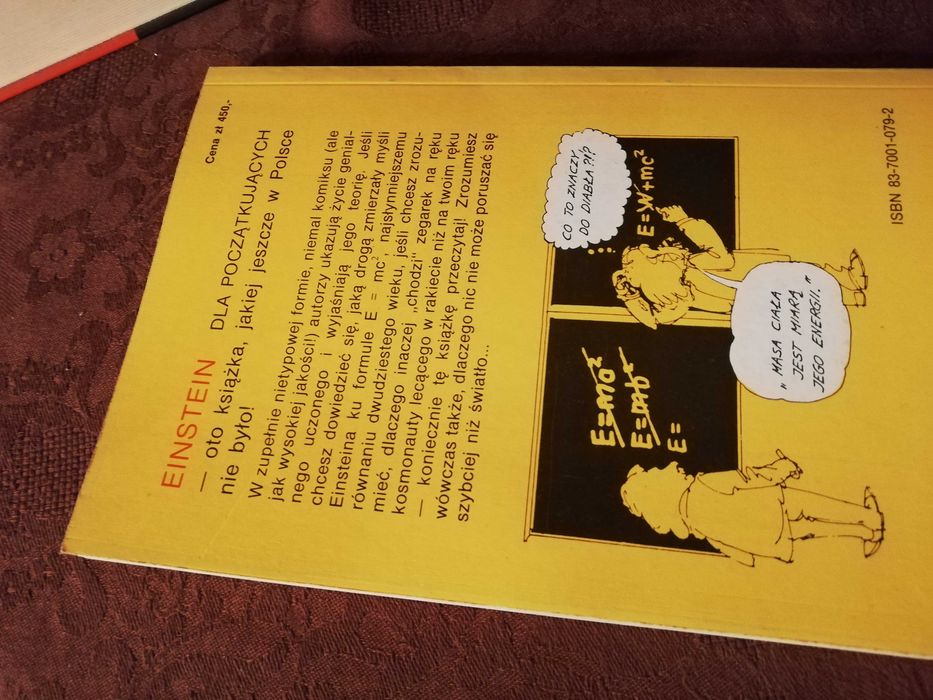 Cena zł 450,-
EINSTEIN DLA POCZĄTKUJĄCYCH
— oto książka, jakiej jeszcze w Polsce
nie było!
W zupełnie nietypowej formie, niemal komiksu (ale
jak wysokiej jakości!) autorzy ukazują życie genial-
nego uczonego i wyjaśniają jego teorię. Jeśli
chcesz dowiedzieć się, jaką drogą zmierzały myśli
Einsteina ku formule E = mc², najsłynniejszemu
równaniu dwudziestego wieku, jeśli chcesz zrozu-
mieć, dlaczego inaczej „chodzi" zegarek na ręku
kosmonauty lecącego w rakiecie niż na twoim ręku
— koniecznie tę książkę przeczytaj! Zrozumiesz
wówczas także, dlaczego nic nie może poruszać się
szybciej niż światło...
E=ma²
E=mb²
E=
CO TO ZNACZY,
DO DIABŁA?!?
E=mc²
„MASA CIAŁA
JEST MIARĄ
JEGO ENERGII."
ISBN 83-7001-079-2